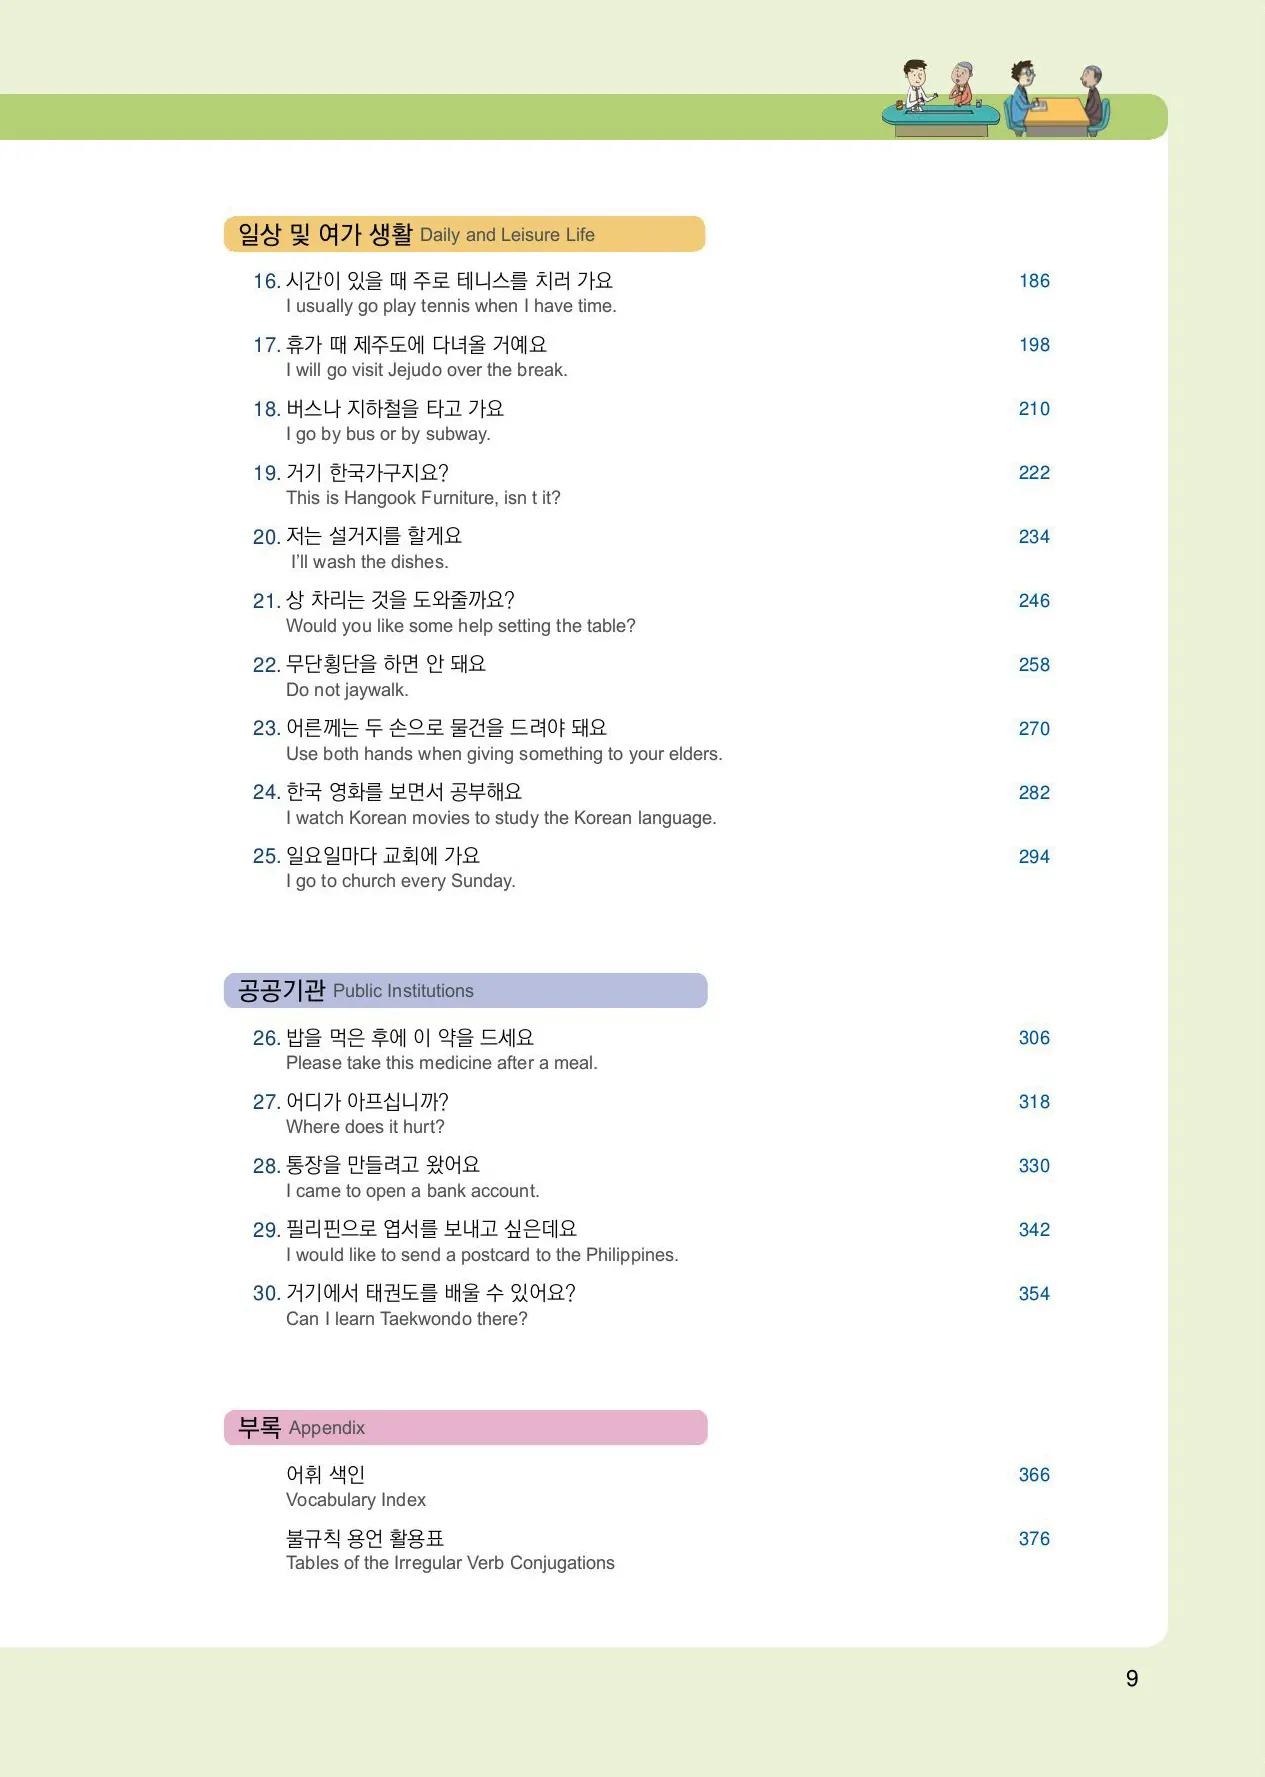 일상 및 여가 생활 Daily and Leisure Life
16. 시간이 있을 때 주로 테니스를 치러 가요 186
I usually go play tennis when I have time.
17. 휴가 때 제주도에 다녀올 거예요 198
I will go visit Jejudo over the break.
18. 버스나 지하철을 타고 가요 210
I go by bus or by subway.
19. 거기 한국가구지요? 222
This is Hangook Furniture, isn t it?
20. 저는 설거지를 할게요 234
I’ll wash the dishes.
21. 상 차리는 것을 도와줄까요? 246
Would you like some help setting the table?
22. 무단횡단을 하면 안 돼요 258
Do not jaywalk.
23. 어른께는 두 손으로 물건을 드려야 돼요 270
Use both hands when giving something to your elders.
24. 한국 영화를 보면서 공부해요 282
I watch Korean movies to study the Korean language.
25. 일요일마다 교회에 가요 294
I go to church every Sunday.
공공기관 Public Institutions
26. 밥을 먹은 후에 이 약을 드세요 306
Please take this medicine after a meal.
27. 어디가 아프십니까? 318
Where does it hurt?
28. 통장을 만들려고 왔어요 330
I came to open a bank account.
29. 필리핀으로 엽서를 보내고 싶은데요 342
I would like to send a postcard to the Philippines.
30. 거기에서 태권도를 배울 수 있어요? 354
Can I learn Taekwondo there?
부록 Appendix
어휘 색인 366
Vocabulary Index
불규칙 용언 활용표 376
Tables of the Irregular Verb Conjugations
9